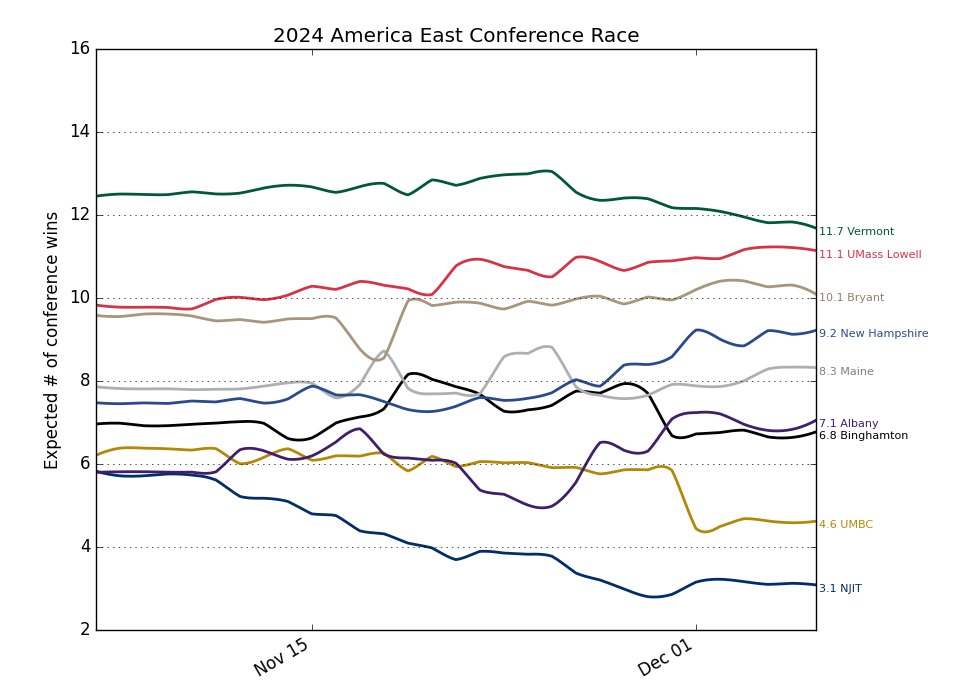 2024 America East Conference Race
Expected # of conference wins
16
14
12
10
8
6
4
2
11.7 Vermont
11.1 UMass Lowell
10.1 Bryant
9.2 New Hampshire
8.3 Maine
7.1 Albany
6.8 Binghamton
4.6 UMBC
3.1 NJIT
Nov 15
Dec 01